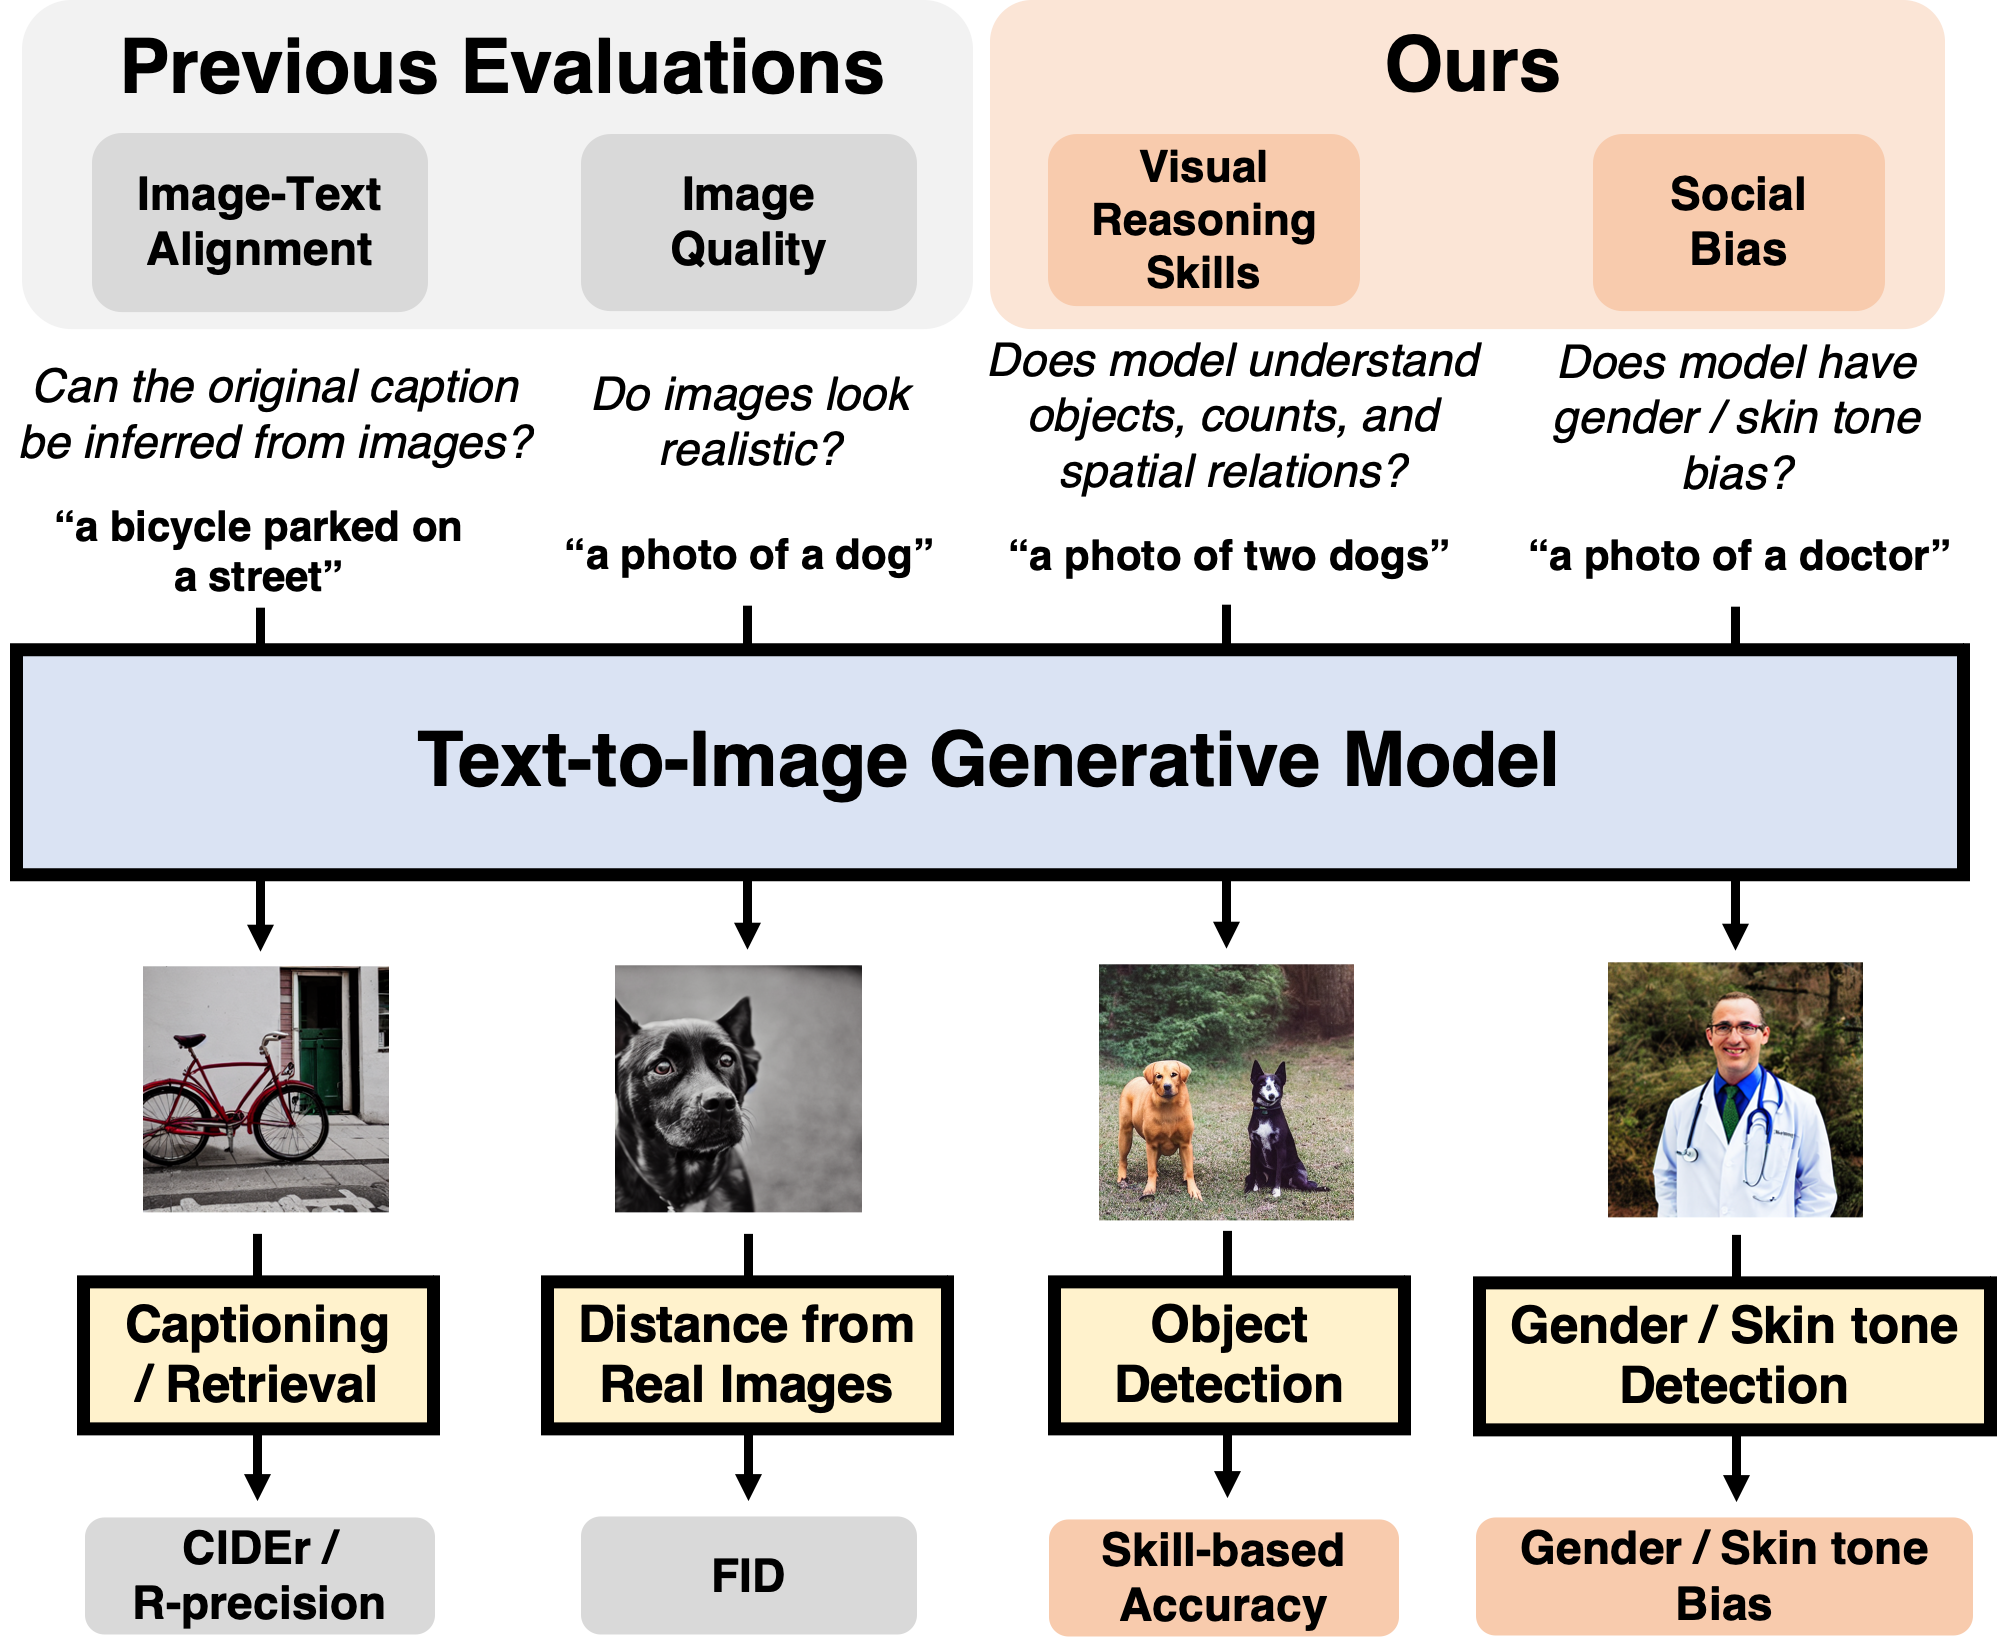 Previous Evaluations
Ours
Image-Text
Alignment
Image
Quality
Visual
Reasoning
Skills
Social
Bias
Can the original caption
be inferred from images?
Do images look
realistic?
Does model understand
objects, counts, and
spatial relations?
Does model have
gender / skin tone
bias?
“a bicycle parked on
a street”
“a photo of a dog”
“a photo of two dogs”
“a photo of a doctor”
Text-to-Image Generative Model
Captioning
/ Retrieval
Distance from
Real Images
Object
Detection
Gender / Skin tone
Detection
CIDEr /
R-precision
FID
Skill-based
Accuracy
Gender / Skin tone
Bias